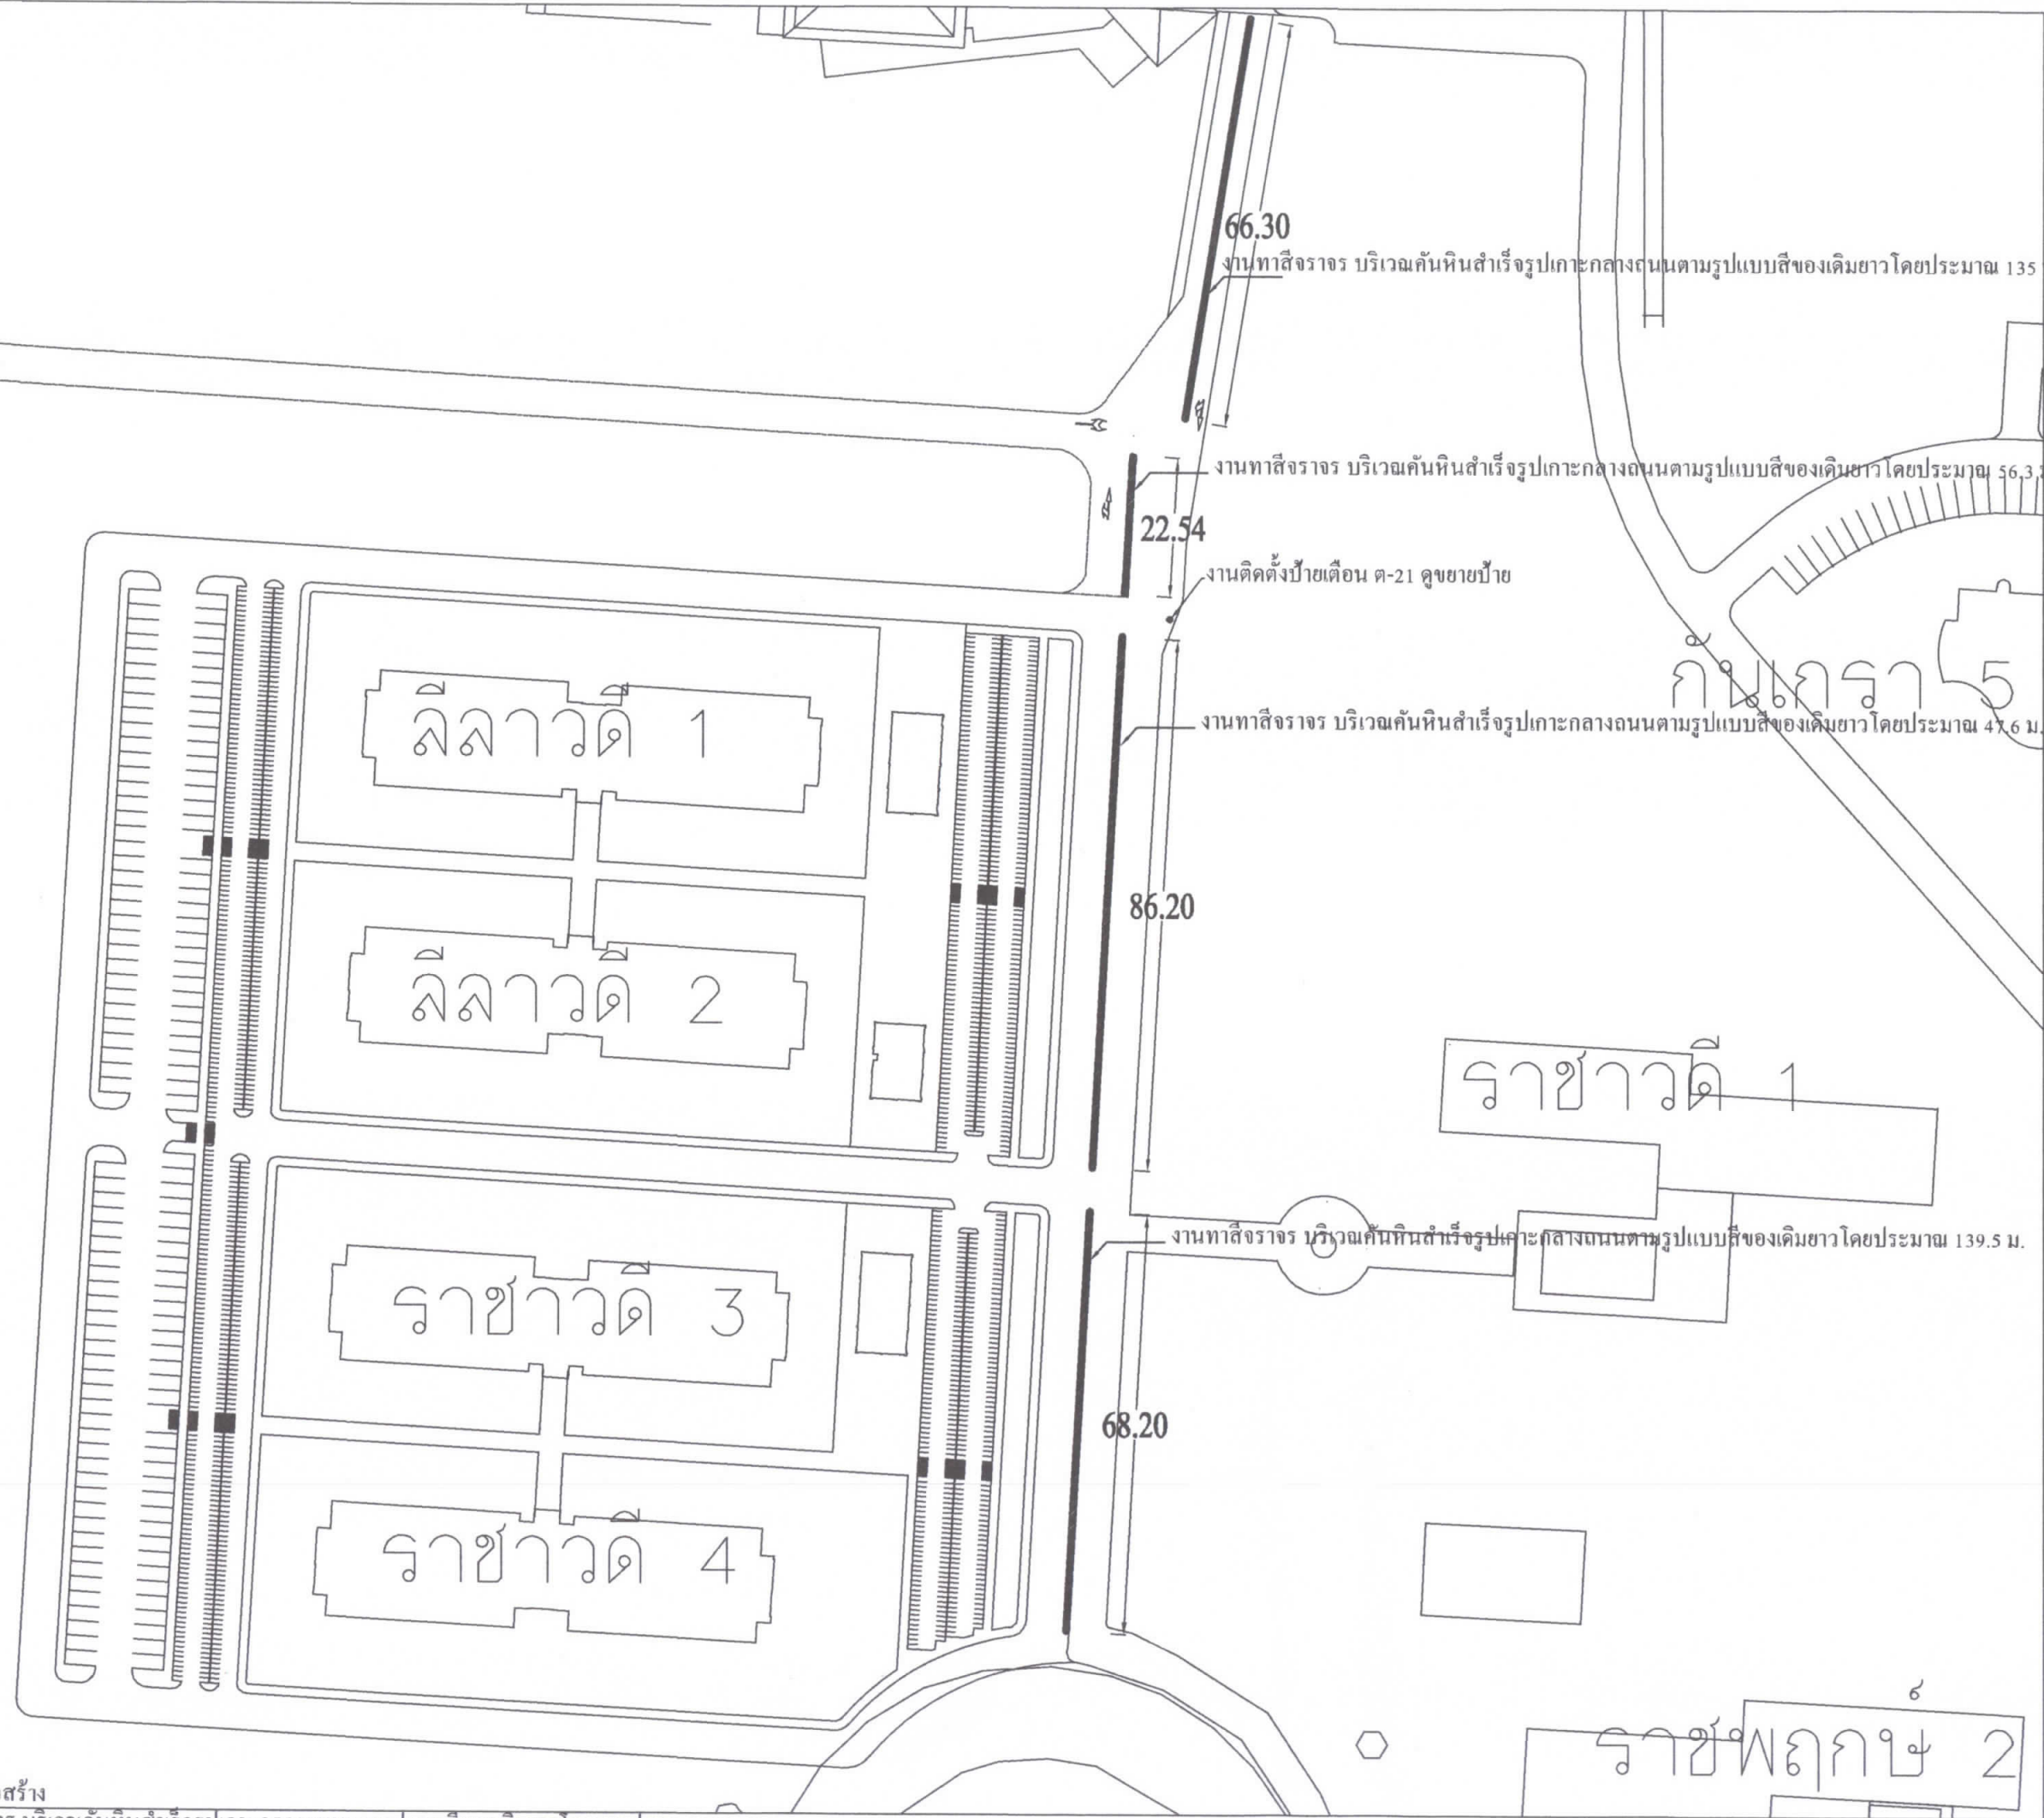 66.30
งานทาสีจราจร บริเวณคันหินสำเร็จรูปเกาะกลางถนนตามรูปแบบสีของเดิมยาวโดยประมาณ 135
งานทาสีจราจร บริเวณคันหินสำเร็จรูปเกาะกลางถนนตามรูปแบบสีของเดิมยาวโดยประมาณ 56.3
22.54
งานติดตั้งป้ายเตือน ต-21 ดูขยายป้าย
กันเกรา 5
ลีลาวดี 1
งานทาสีจราจร บริเวณคันหินสำเร็จรูปเกาะกลางถนนตามรูปแบบสีของเดิมยาวโดยประมาณ 47.6 ม.
86.20
ลีลาวดี 2
ราชาวดี 1
งานทาสีจราจร บริเวณคันหินสำเร็จรูปเกาะกลางถนนตามรูปแบบสีของเดิมยาวโดยประมาณ 139.5 ม.
ราชาวดี 3
68.20
ราชาวดี 4
ราชพฤกษ์ 2
สร้าง